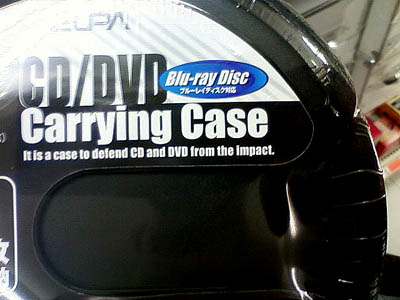 CD/DVD
Blu-ray Disc
ブルーレイディスク対応
Carrying Case
It is a case to defend CD and DVD from the impact.
枚